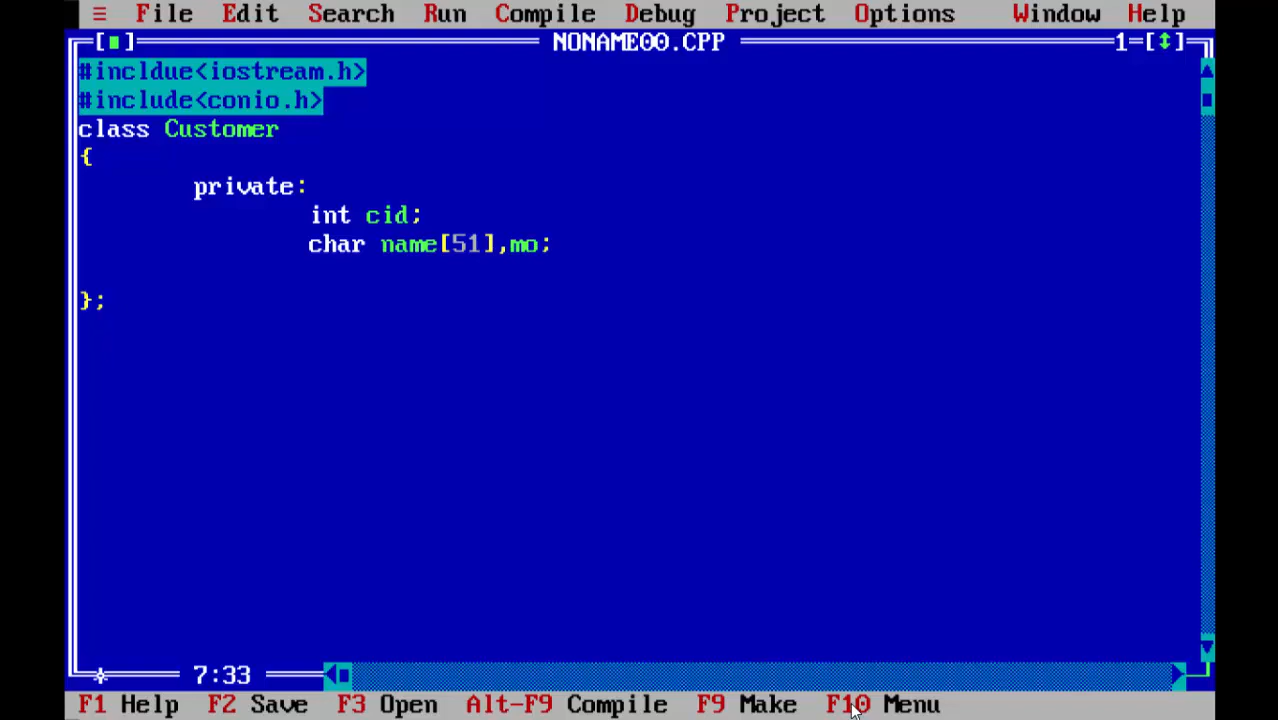 ≡ File Edit Search Run Compile Debug Project Options Window Help
[■] NONAME00.CPP 1=[↕]
#incldue<iostream.h>
#include<conio.h>
class Customer
{
private:
int cid;
char name[51],mo;
};
7:33
F1 Help F2 Save F3 Open Alt-F9 Compile F9 Make F10 Menu